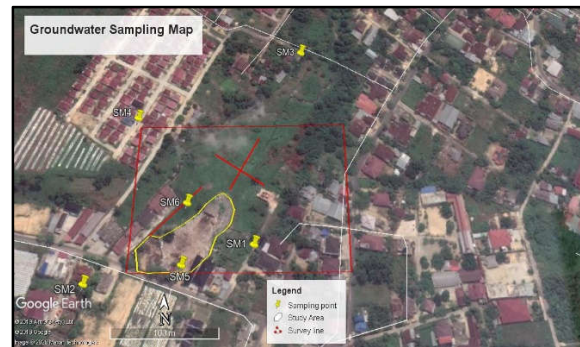 Groundwater Sampling Map
SM3
SM4
SM6
SM1
SM5
SM2
Google Earth
N
Legend
Sampling point
Study Area
Survey line